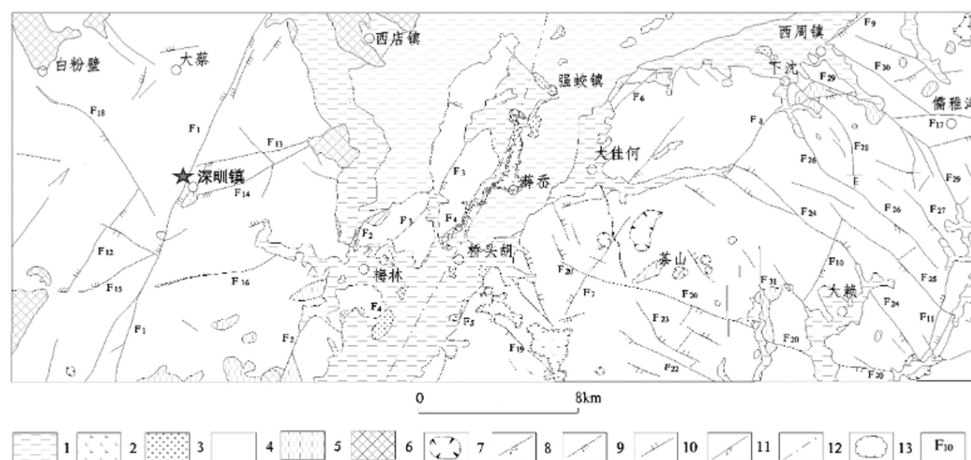 西店镇
西周镇
F9
白粉壁
大蔡
强蛟镇
下沈
F29
F30
儒雅洋
F18
F6
F1
F13
F8
F17
大佳何
F28
深甽镇
F3
F26
F14
薛岙
F29
F2
F3
F4
F24
F26
F27
F12
桥头胡
茶山
F10
F25
梅林
F20
F15
F16
F7
F20
F31
大赖
F24
F4
F11
F5
F23
F1
F2
F19
F20
F22
F20
0
8km
1
2
3
4
5
6
7
8
9
10
11
12
13
F10